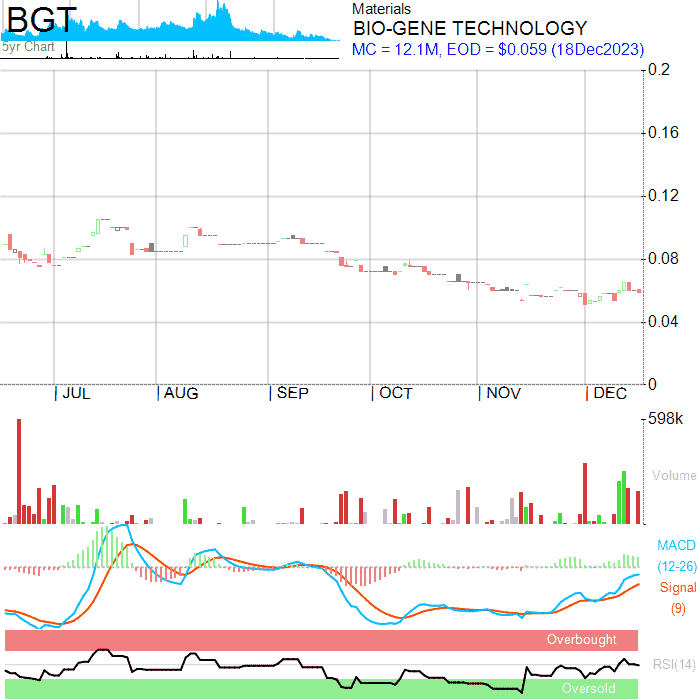 BGT
5yr Chart
Materials
BIO-GENE TECHNOLOGY
MC = 12.1M, EOD = $0.059 (18Dec2023)
0.2
0.16
0.12
0.08
0.04
0
JUL AUG SEP OCT NOV DEC
598k
Volume
MACD
(12-26)
Signal
(9)
Overbought
RSI(14)
Oversold